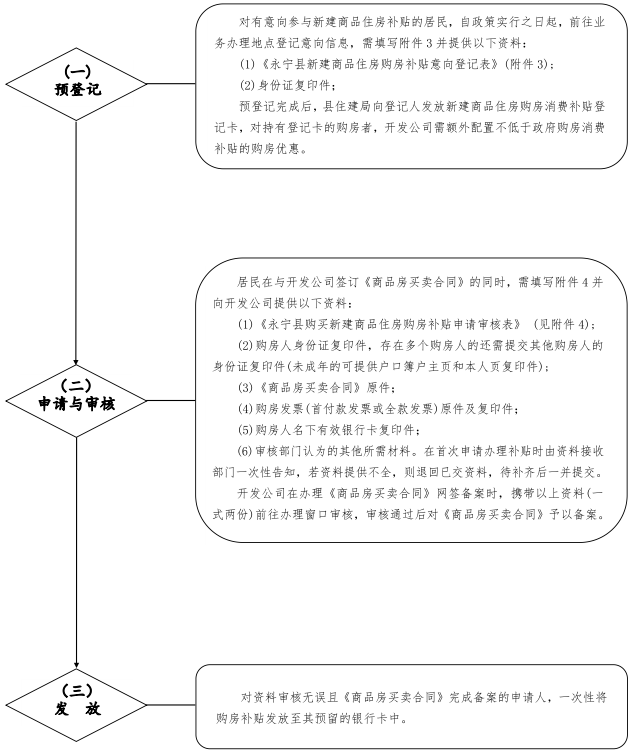 （一）
预登记
对有意向参与新建商品住房补贴的居民，自政策实行之日起，前往业
务办理地点登记意向信息，需填写附件3并提供以下资料：
(1)《永宁县新建商品住房购房补贴意向登记表》(附件3)；
(2)身份证复印件；
预登记完成后，县住建局向登记人发放新建商品住房购房消费补贴登
记卡，对持有登记卡的购房者，开发公司需额外配置不低于政府购房消费
补贴的购房优惠。
（二）
申请与审核
居民在与开发公司签订《商品房买卖合同》的同时，需填写附件4并
向开发公司提供以下资料：
(1)《永宁县购买新建商品住房购房补贴申请审核表》（见附件4)；
(2)购房人身份证复印件，存在多个购房人的还需提交其他购房人的
身份证复印件(未成年的可提供户口簿户主页和本人页复印件)；
(3)《商品房买卖合同》原件；
(4)购房发票(首付款发票或全款发票)原件及复印件；
(5)购房人名下有效银行卡复印件；
(6)审核部门认为的其他所需材料。在首次申请办理补贴时由资料接收
部门一次性告知，若资料提供不全，则退回已交资料，待补齐后一并提交。
开发公司在办理《商品房买卖合同》网签备案时，携带以上资料(一
式两份)前往办理窗口审核，审核通过后对《商品房买卖合同》予以备案。
（三）
发 放
对资料审核无误且《商品房买卖合同》完成备案的申请人，一次性将
购房补贴发放至其预留的银行卡中。